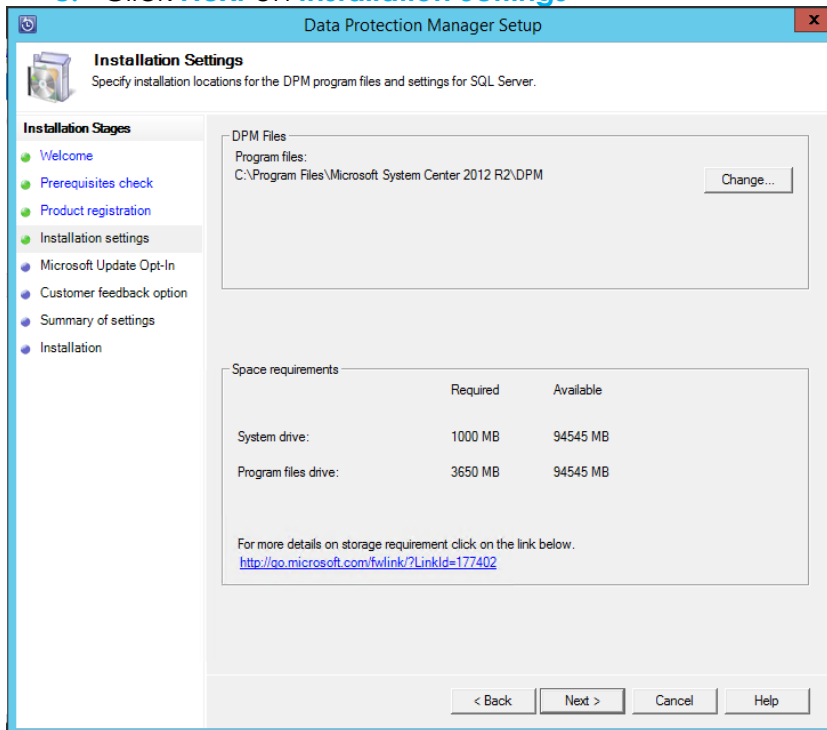 Data Protection Manager Setup
x
Installation Settings
Specify installation locations for the DPM program files and settings for SQL Server.
Installation Stages
Welcome
Prerequisites check
Product registration
Installation settings
Microsoft Update Opt-In
Customer feedback option
Summary of settings
Installation
DPM Files
Program files:
C:\Program Files\Microsoft System Center 2012 R2\DPM
Change...
Space requirements
Required Available
System drive: 1000 MB 94545 MB
Program files drive: 3650 MB 94545 MB
For more details on storage requirement click on the link below.
http://go.microsoft.com/fwlink/?LinkId=177402
< Back Next > Cancel Help